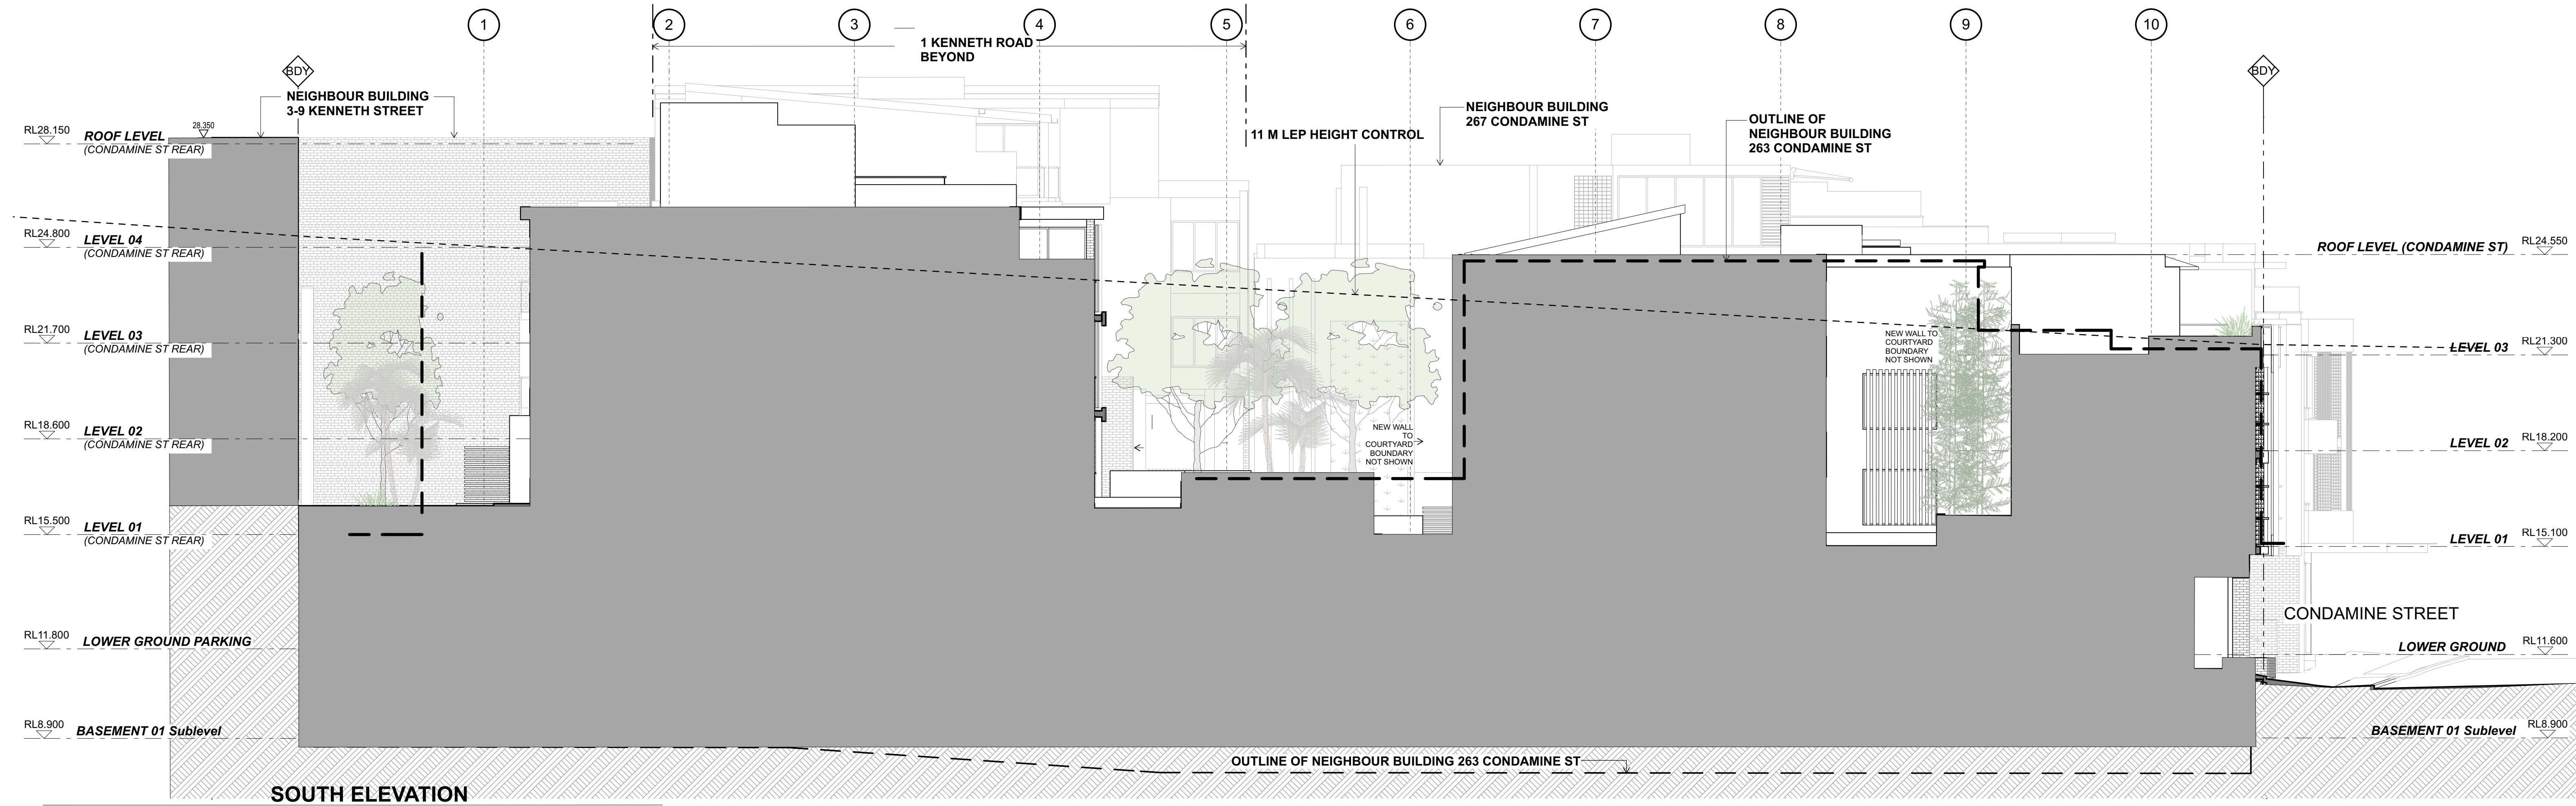 1
2
3
4
5
6
7
8
9
10
1 KENNETH ROAD
BEYOND
BDY
BDY
NEIGHBOUR BUILDING
3-9 KENNETH STREET
NEIGHBOUR BUILDING
267 CONDAMINE ST
OUTLINE OF
NEIGHBOUR BUILDING
263 CONDAMINE ST
11 M LEP HEIGHT CONTROL
28.350
RL28.150
ROOF LEVEL
(CONDAMINE ST REAR)
RL24.800
LEVEL 04
(CONDAMINE ST REAR)
ROOF LEVEL (CONDAMINE ST)
RL24.550
RL21.700
LEVEL 03
(CONDAMINE ST REAR)
NEW WALL TO
COURTYARD
BOUNDARY
NOT SHOWN
LEVEL 03
RL21.300
RL18.600
LEVEL 02
(CONDAMINE ST REAR)
NEW WALL
TO
COURTYARD
BOUNDARY
NOT SHOWN
LEVEL 02
RL18.200
RL15.500
LEVEL 01
(CONDAMINE ST REAR)
LEVEL 01
RL15.100
CONDAMINE STREET
RL11.800
LOWER GROUND PARKING
LOWER GROUND
RL11.600
RL8.900
BASEMENT 01 Sublevel
BASEMENT 01 Sublevel
RL8.900
OUTLINE OF NEIGHBOUR BUILDING 263 CONDAMINE ST
SOUTH ELEVATION